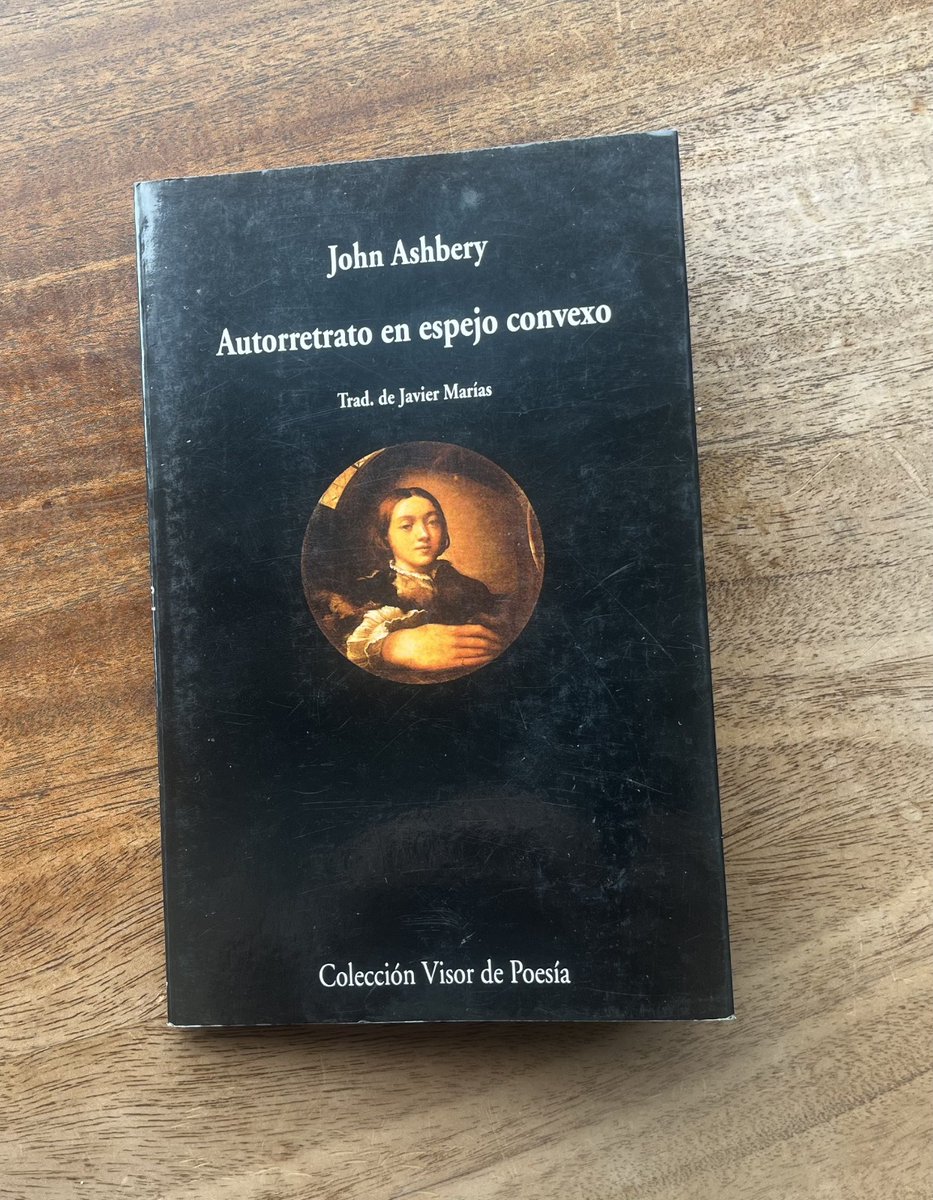 John Ashbery
Autorretrato en espejo convexo
Trad. de Javier Marías
Colección Visor de Poesía